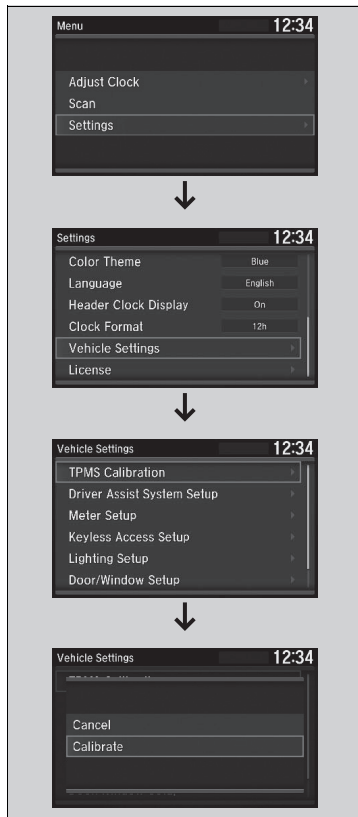 Menu 12:34
Adjust Clock
Scan
Settings
Settings 12:34
Color Theme Blue
Language English
Header Clock Display On
Clock Format 12h
Vehicle Settings
License
Vehicle Settings 12:34
TPMS Calibration
Driver Assist System Setup
Meter Setup
Keyless Access Setup
Lighting Setup
Door/Window Setup
Vehicle Settings 12:34
Cancel
Calibrate